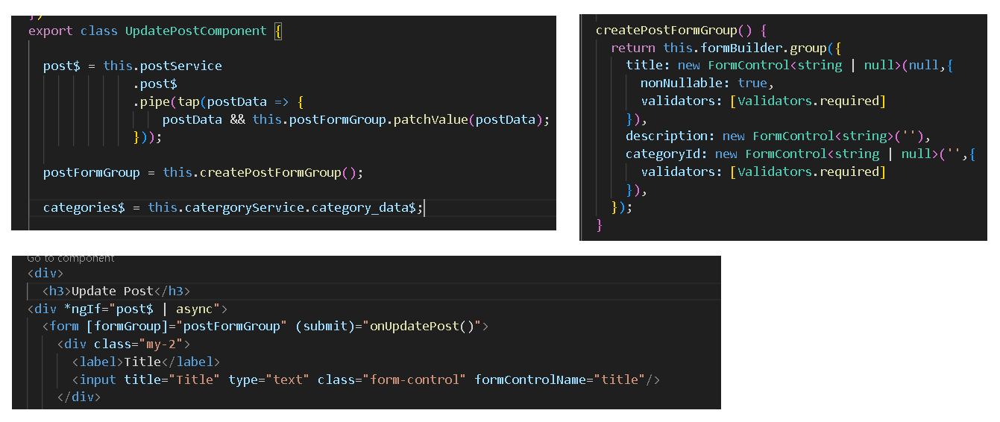 })
export class UpdatePostComponent {
post$ = this.postService
.post$
.pipe(tap(postData => {
postData && this.postFormGroup.patchValue(postData);
}));
postFormGroup = this.createPostFormGroup();
categories$ = this.catergoryService.category_data$;
createPostFormGroup() {
return this.formBuilder.group({
title: new FormControl<string | null>(null,{
nonNullable: true,
validators: [Validators.required]
}),
description: new FormControl<string>(''),
categoryId: new FormControl<string | null>('',{
validators: [Validators.required]
}),
});
}
Go to component
<div>
<h3>Update Post</h3>
<div *ngIf="post$ | async">
<form [formGroup]="postFormGroup" (submit)="onUpdatePost()">
<div class="my-2">
<label>Title</label>
<input title="Title" type="text" class="form-control" formControlName="title"/>
</div>